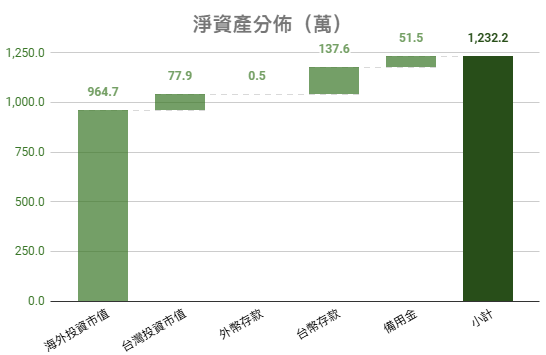 淨資產分佈（萬）
1,250.0
1,000.0
750.0
500.0
250.0
0.0
964.7
77.9
0.5
137.6
51.5
1,232.2
海外投資市值
台灣投資市值
外幣存款
台幣存款
備用金
小計